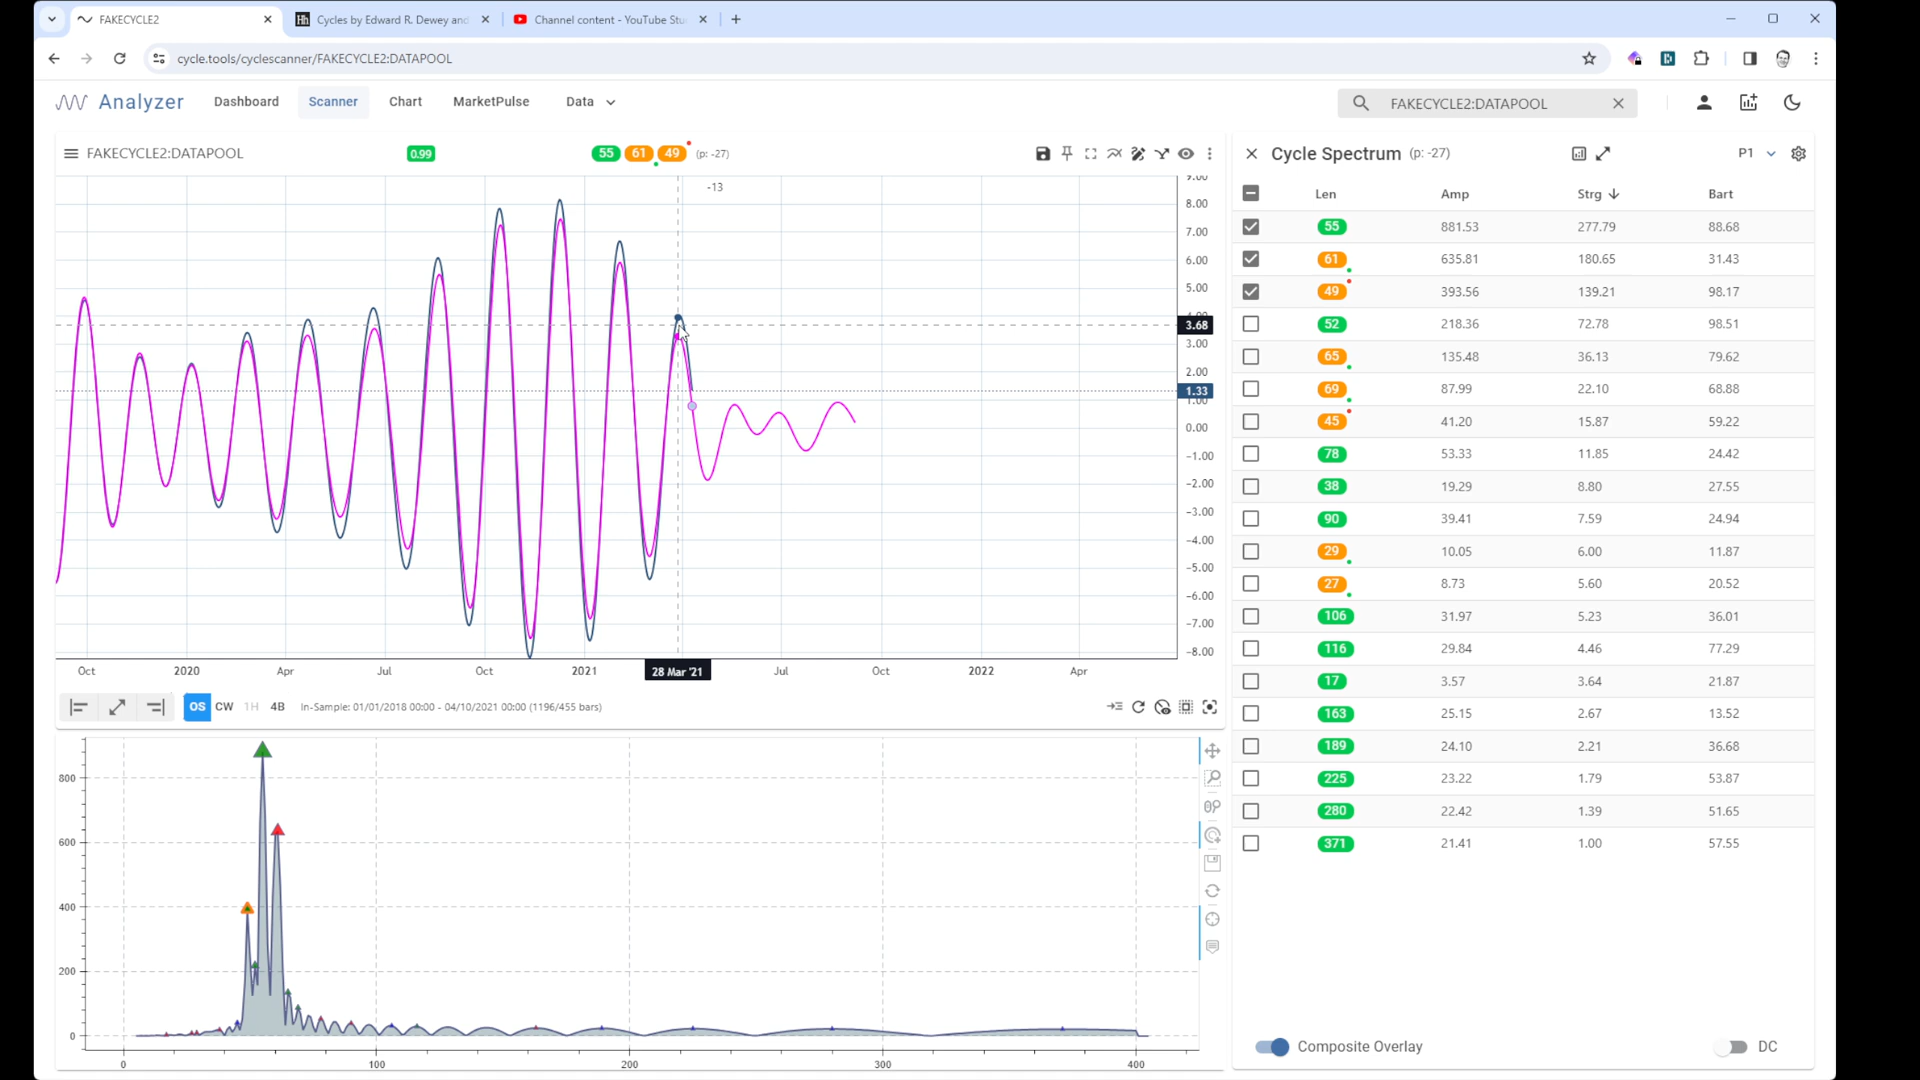 FAKECYCLE2
Hh Cycles by Edward R. Dewey and
Channel content - YouTube Stu
cycle.tools/cyclescanner/FAKECYCLE2:DATAPOOL
Analyzer Dashboard Scanner Chart MarketPulse Data
FAKECYCLE2:DATAPOOL
FAKECYCLE2:DATAPOOL 0.99 55 61 49 (p: -27)
-13
9.00
8.00
7.00
6.00
5.00
4.00
3.68
3.00
2.00
1.33
1.00
0.00
-1.00
-2.00
-3.00
-4.00
-5.00
-6.00
-7.00
-8.00
Oct 2020 Apr Jul Oct 2021 28 Mar '21 Jul Oct 2022 Apr
OS CW 1H 4B In-Sample: 01/01/2018 00:00 - 04/10/2021 00:00 (1196/455 bars)
800
600
400
200
0
0 100 200 300 400
Cycle Spectrum (p: -27) P1
Len Amp Strg Bart
55 881.53 277.79 88.68
61 635.81 180.65 31.43
49 393.56 139.21 98.17
52 218.36 72.78 98.51
65 135.48 36.13 79.62
69 87.99 22.10 68.88
45 41.20 15.87 59.22
78 53.33 11.85 24.42
38 19.29 8.80 27.55
90 39.41 7.59 24.94
29 10.05 6.00 11.87
27 8.73 5.60 20.52
106 31.97 5.23 36.01
116 29.84 4.46 77.29
17 3.57 3.64 21.87
163 25.15 2.67 13.52
189 24.10 2.21 36.68
225 23.22 1.79 53.87
280 22.42 1.39 51.65
371 21.41 1.00 57.55
Composite Overlay DC